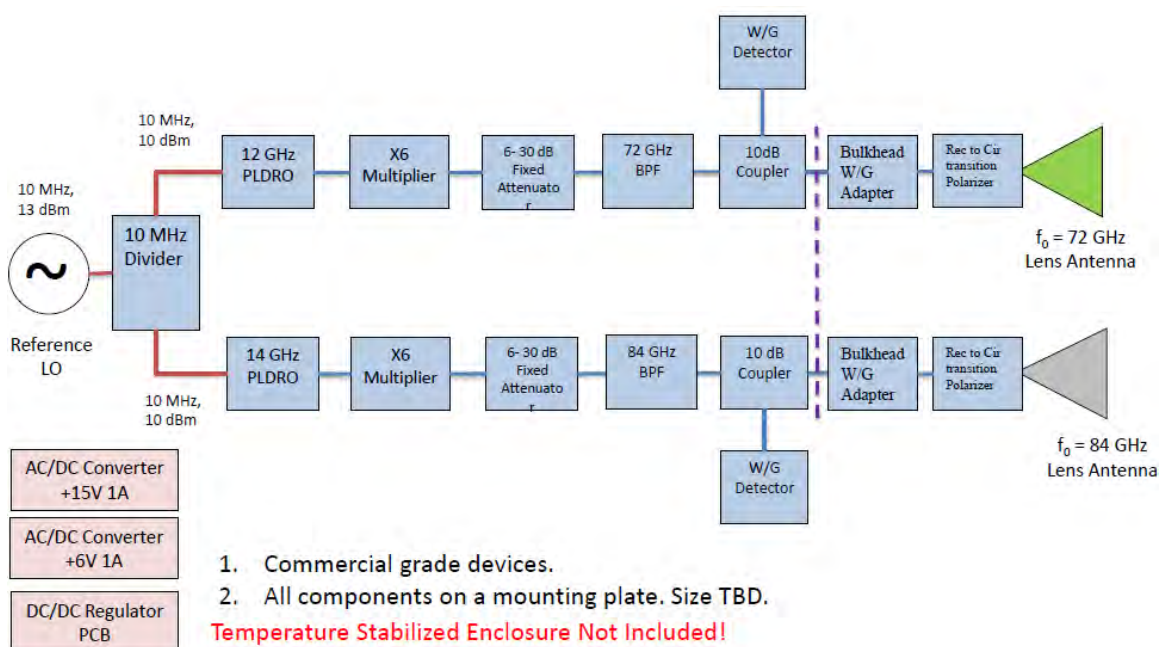 W/G
Detector
10 MHz,
10 dBm
12 GHz
PLDRO
X6
Multiplier
6- 30 dB
Fixed
Attenuato
r
72 GHz
BPF
10dB
Coupler
Bulkhead
W/G
Adapter
Rec to Cir
transition
Polarizer
10 MHz,
13 dBm
10 MHz
Divider
~
f₀ = 72 GHz
Lens Antenna
Reference
LO
14 GHz
PLDRO
X6
Multiplier
6- 30 dB
Fixed
Attenuato
r
84 GHz
BPF
10 dB
Coupler
Bulkhead
W/G
Adapter
Rec to Cir
transition
Polarizer
10 MHz,
10 dBm
W/G
Detector
f₀ = 84 GHz
Lens Antenna
AC/DC Converter
+15V 1A
AC/DC Converter
+6V 1A
DC/DC Regulator
PCB
1. Commercial grade devices.
2. All components on a mounting plate. Size TBD.
Temperature Stabilized Enclosure Not Included!